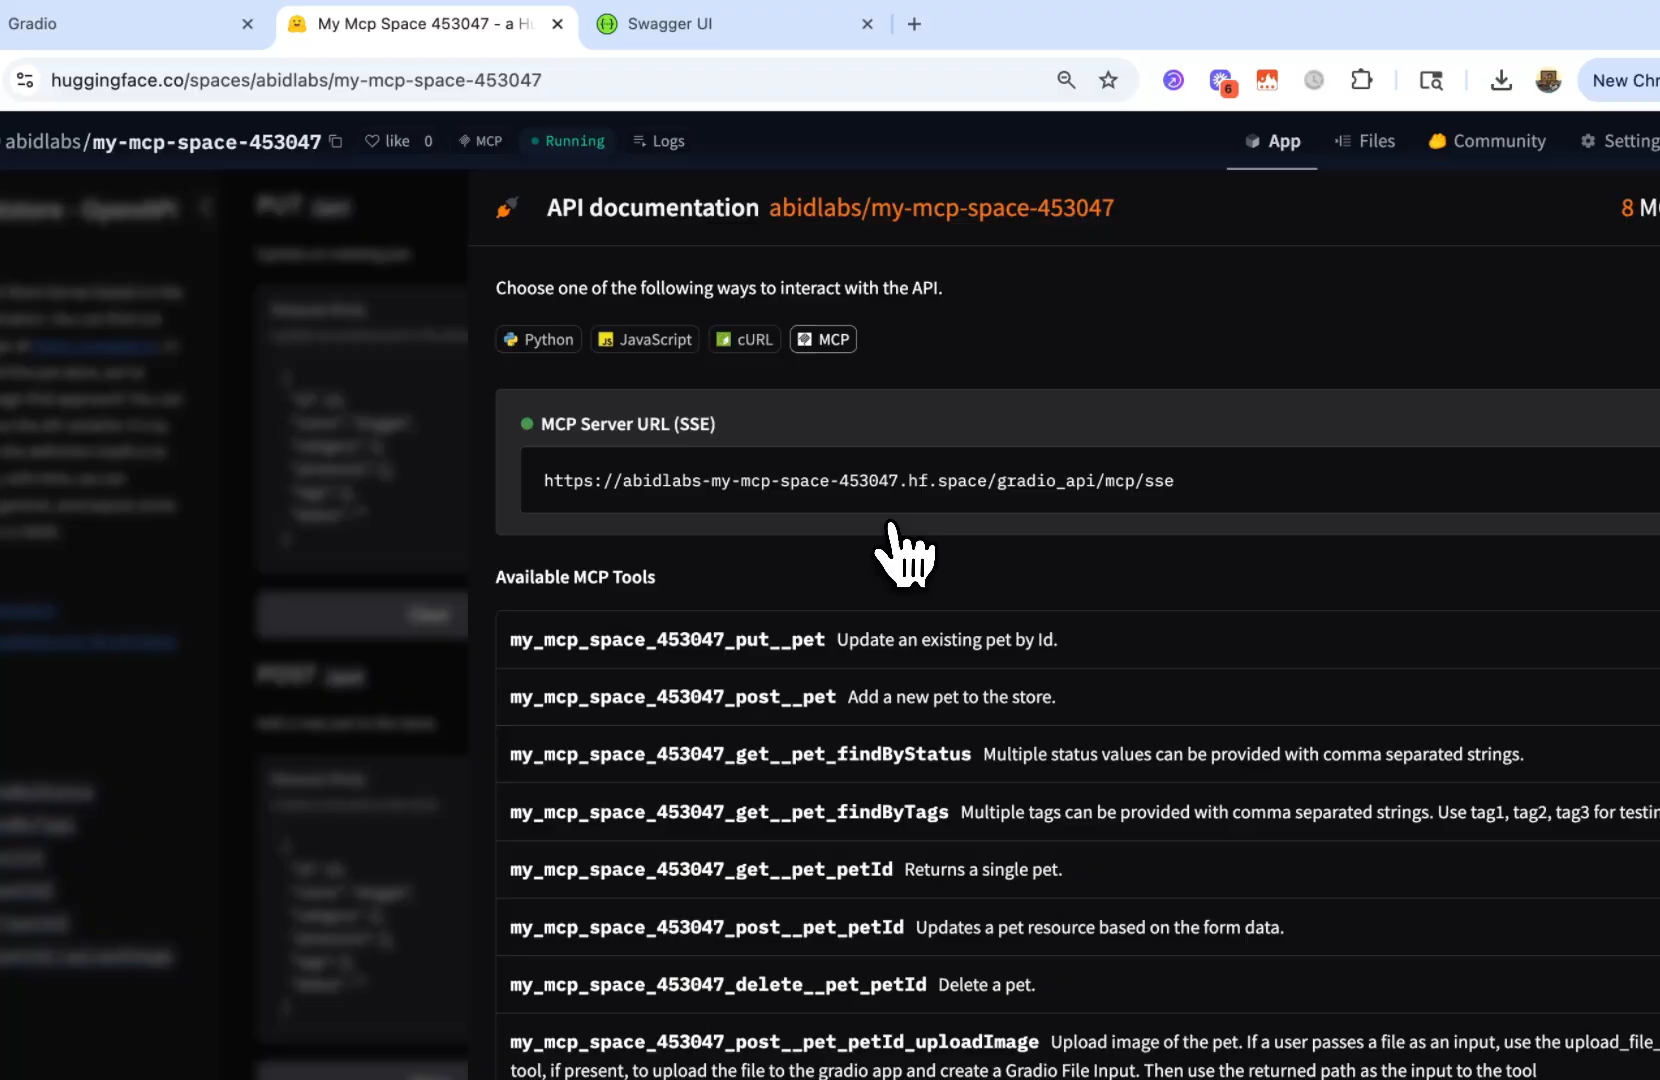 Gradio
My Mcp Space 453047 - a Hu
Swagger UI
huggingface.co/spaces/abidlabs/my-mcp-space-453047
6
New Chr
abidlabs/my-mcp-space-453047
like 0
MCP
Running
Logs
App
Files
Community
Setting
PUT /pet
API documentation abidlabs/my-mcp-space-453047
8 MC
Choose one of the following ways to interact with the API.
Python
JavaScript
cURL
MCP
MCP Server URL (SSE)
https://abidlabs-my-mcp-space-453047.hf.space/gradio_api/mcp/sse
Available MCP Tools
my_mcp_space_453047_put__pet Update an existing pet by Id.
my_mcp_space_453047_post__pet Add a new pet to the store.
my_mcp_space_453047_get__pet_findByStatus Multiple status values can be provided with comma separated strings.
my_mcp_space_453047_get__pet_findByTags Multiple tags can be provided with comma separated strings. Use tag1, tag2, tag3 for testin
my_mcp_space_453047_get__pet_petId Returns a single pet.
my_mcp_space_453047_post__pet_petId Updates a pet resource based on the form data.
my_mcp_space_453047_delete__pet_petId Delete a pet.
my_mcp_space_453047_post__pet_petId_uploadImage Upload image of the pet. If a user passes a file as an input, use the upload_file_
tool, if present, to upload the file to the gradio app and create a Gradio File Input. Then use the returned path as the input to the tool
POST /pet